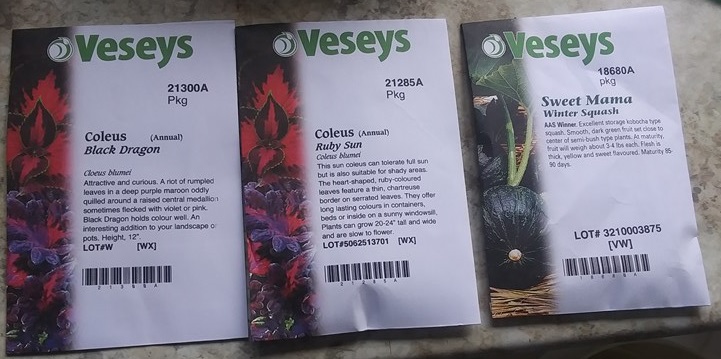 Veseys
21300A
Pkg
Coleus (Annual)
Black Dragon
Cloeus blumei
Attractive and curious. A riot of rumpled
leaves in a deep purple maroon oddly
quilled around a raised central medallion
sometimes flecked with violet or pink.
Black Dragon holds colour well. An
interesting addition to your landscape or
pots. Height, 12".
LOT#W [WX]
Veseys
21285A
Pkg
Coleus (Annual)
Ruby Sun
Coleus blumei
This sun coleus can tolerate full sun
but is also suitable for shady areas.
The heart-shaped, ruby-coloured
leaves feature a thin, chartreuse
border on serrated leaves. They offer
long lasting colours in containers,
beds or inside on a sunny windowsill.
Plants can grow 20-24" tall and wide
and are slow to flower.
LOT#5062513701 [WX]
Veseys
18680A
pkg
Sweet Mama
Winter Squash
AAS Winner. Excellent storage kobocha type
squash. Smooth, dark green fruit set close to
center of semi-bush type plants. At maturity,
fruit will weigh about 3-4 lbs each. Flesh is
thick, yellow and sweet flavoured. Maturity 85-
90 days.
LOT# 3210003875
[VW]